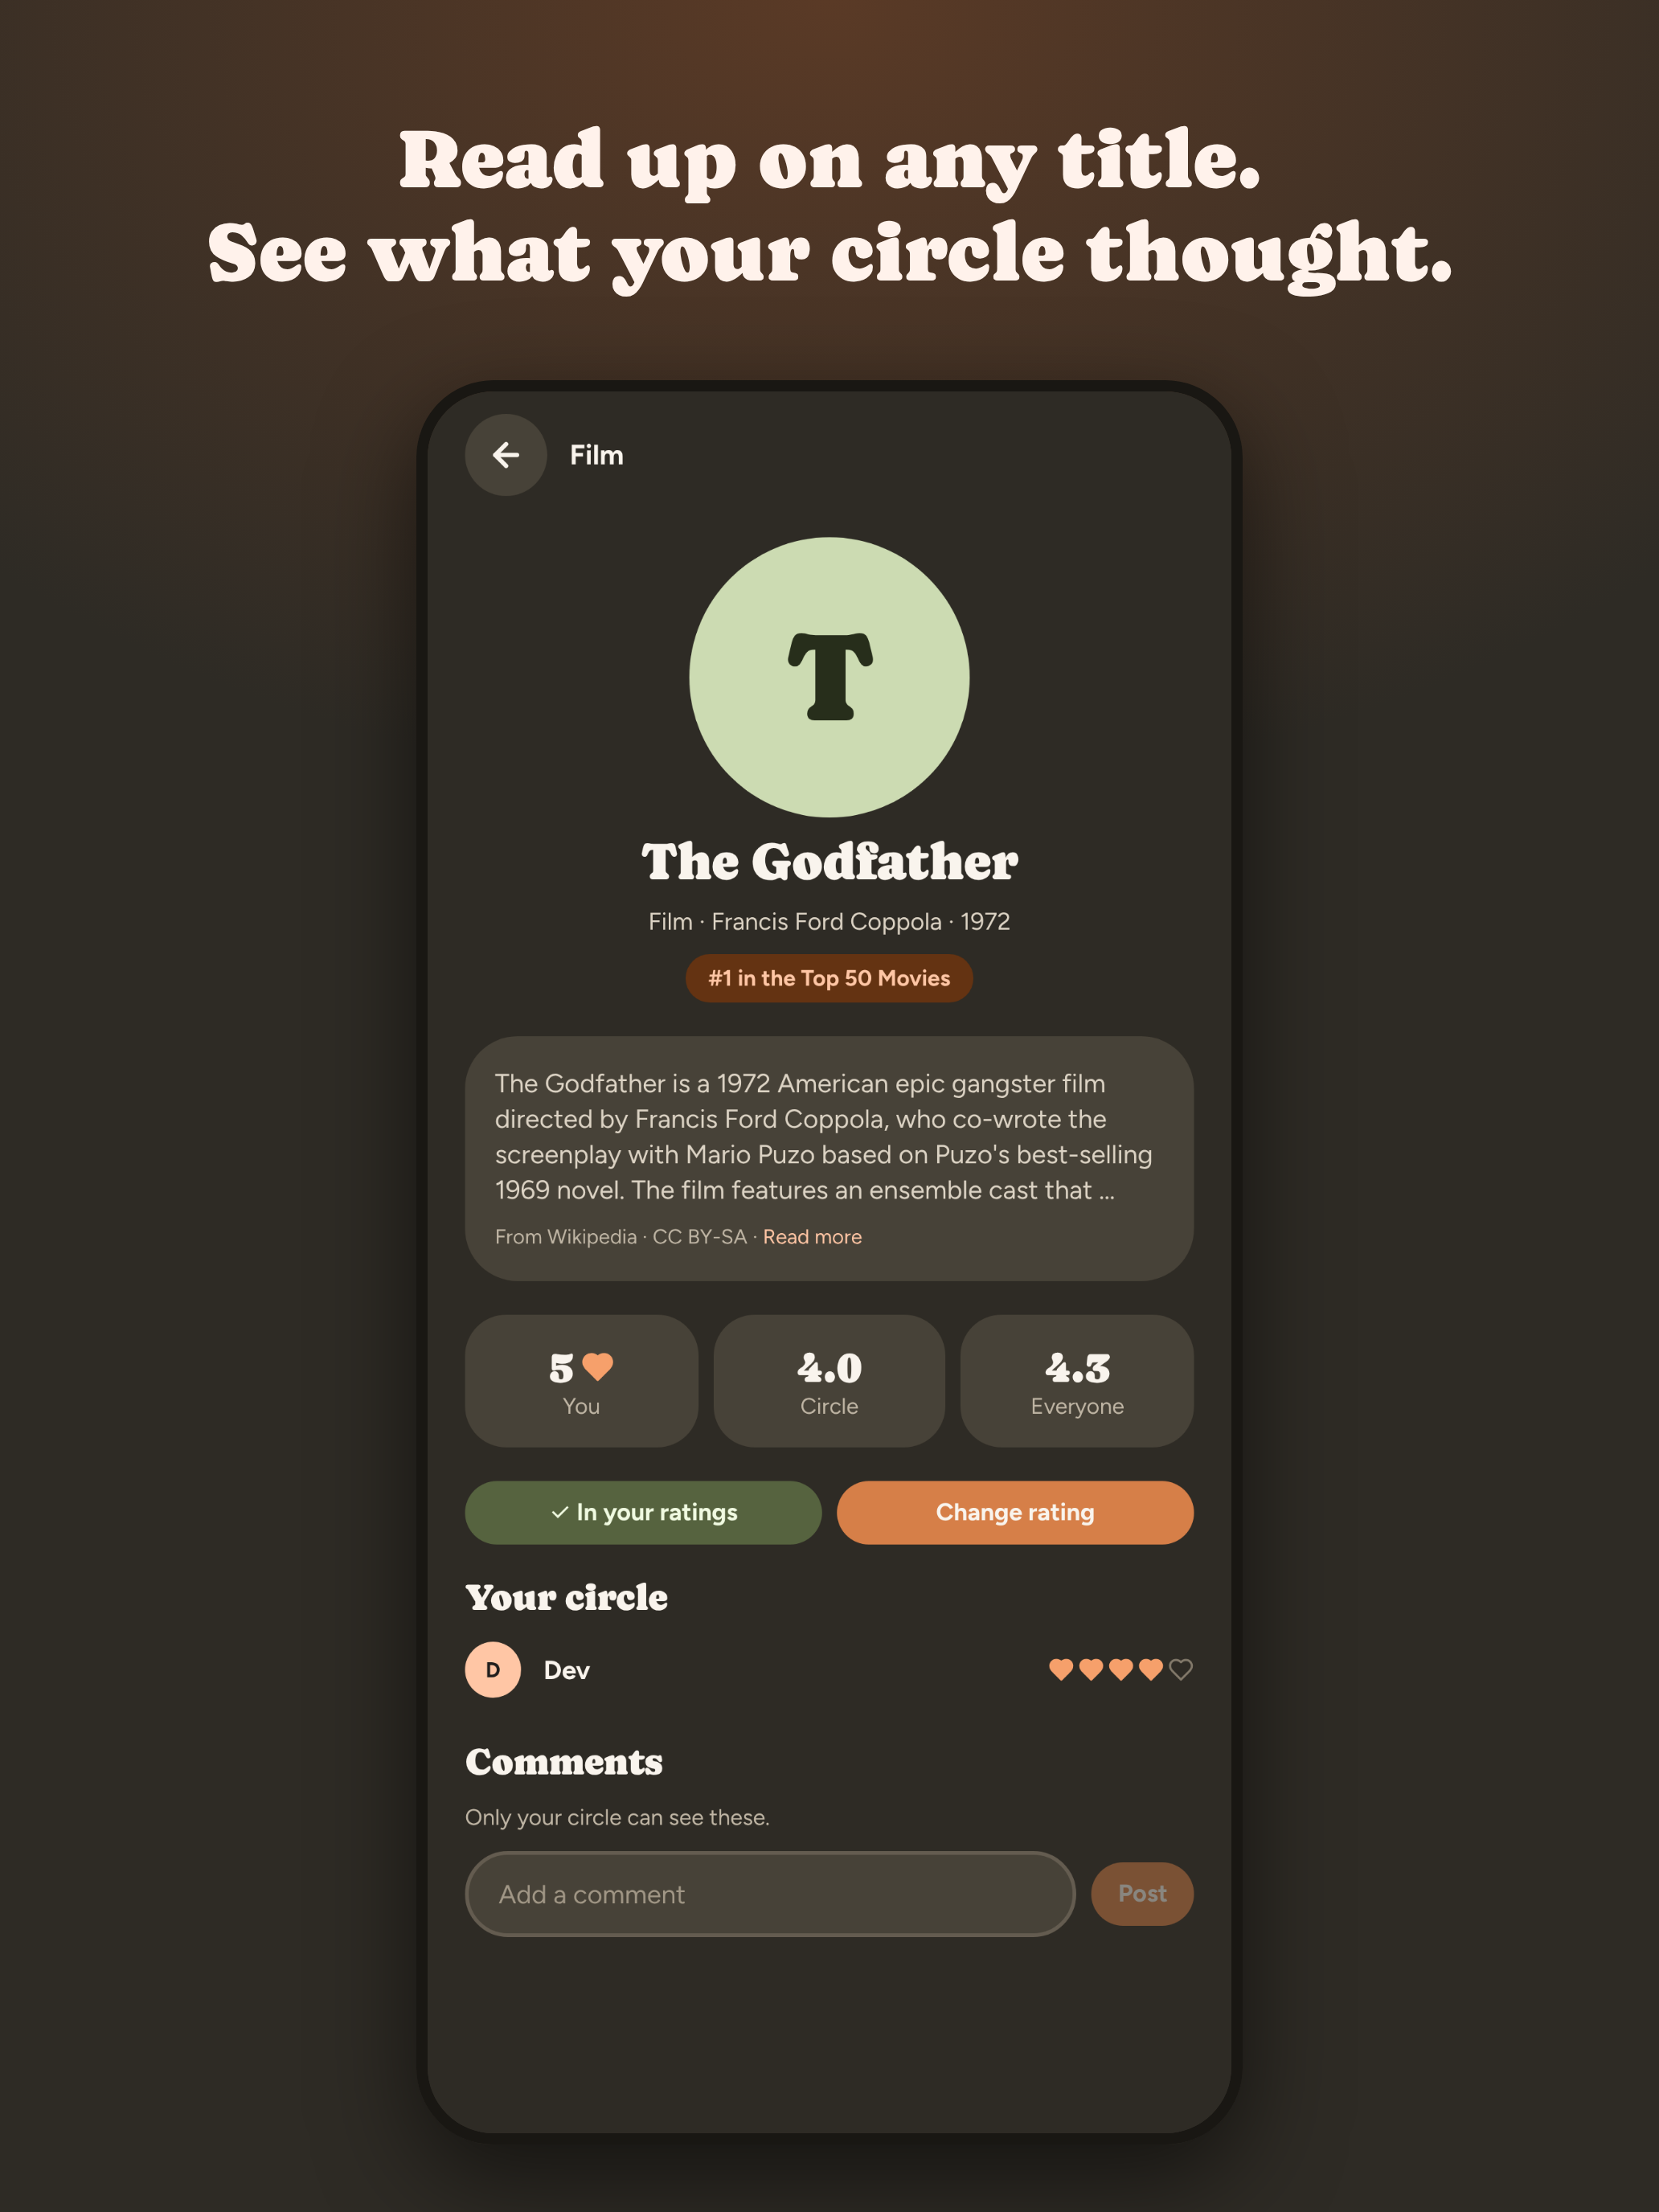 Read up on any title.
See what your circle thought.
Film
T
The Godfather
Film · Francis Ford Coppola · 1972
#1 in the Top 50 Movies
The Godfather is a 1972 American epic gangster film
directed by Francis Ford Coppola, who co-wrote the
screenplay with Mario Puzo based on Puzo's best-selling
1969 novel. The film features an ensemble cast that ...
From Wikipedia · CC BY-SA · Read more
5 4.0 4.3
You Circle Everyone
✓ In your ratings Change rating
Your circle
D Dev
Comments
Only your circle can see these.
Add a comment Post